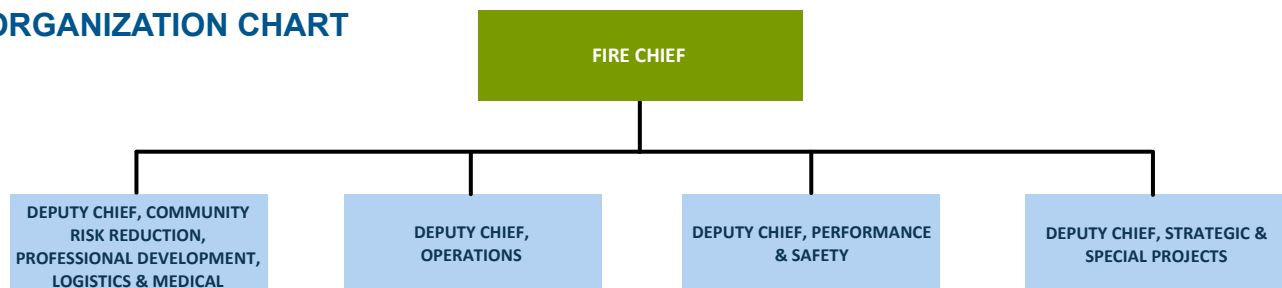 ORGANIZATION CHART
FIRE CHIEF
DEPUTY CHIEF, COMMUNITY
RISK REDUCTION,
PROFESSIONAL DEVELOPMENT,
LOGISTICS & MEDICAL
DEPUTY CHIEF,
OPERATIONS
DEPUTY CHIEF, PERFORMANCE
& SAFETY
DEPUTY CHIEF, STRATEGIC &
SPECIAL PROJECTS